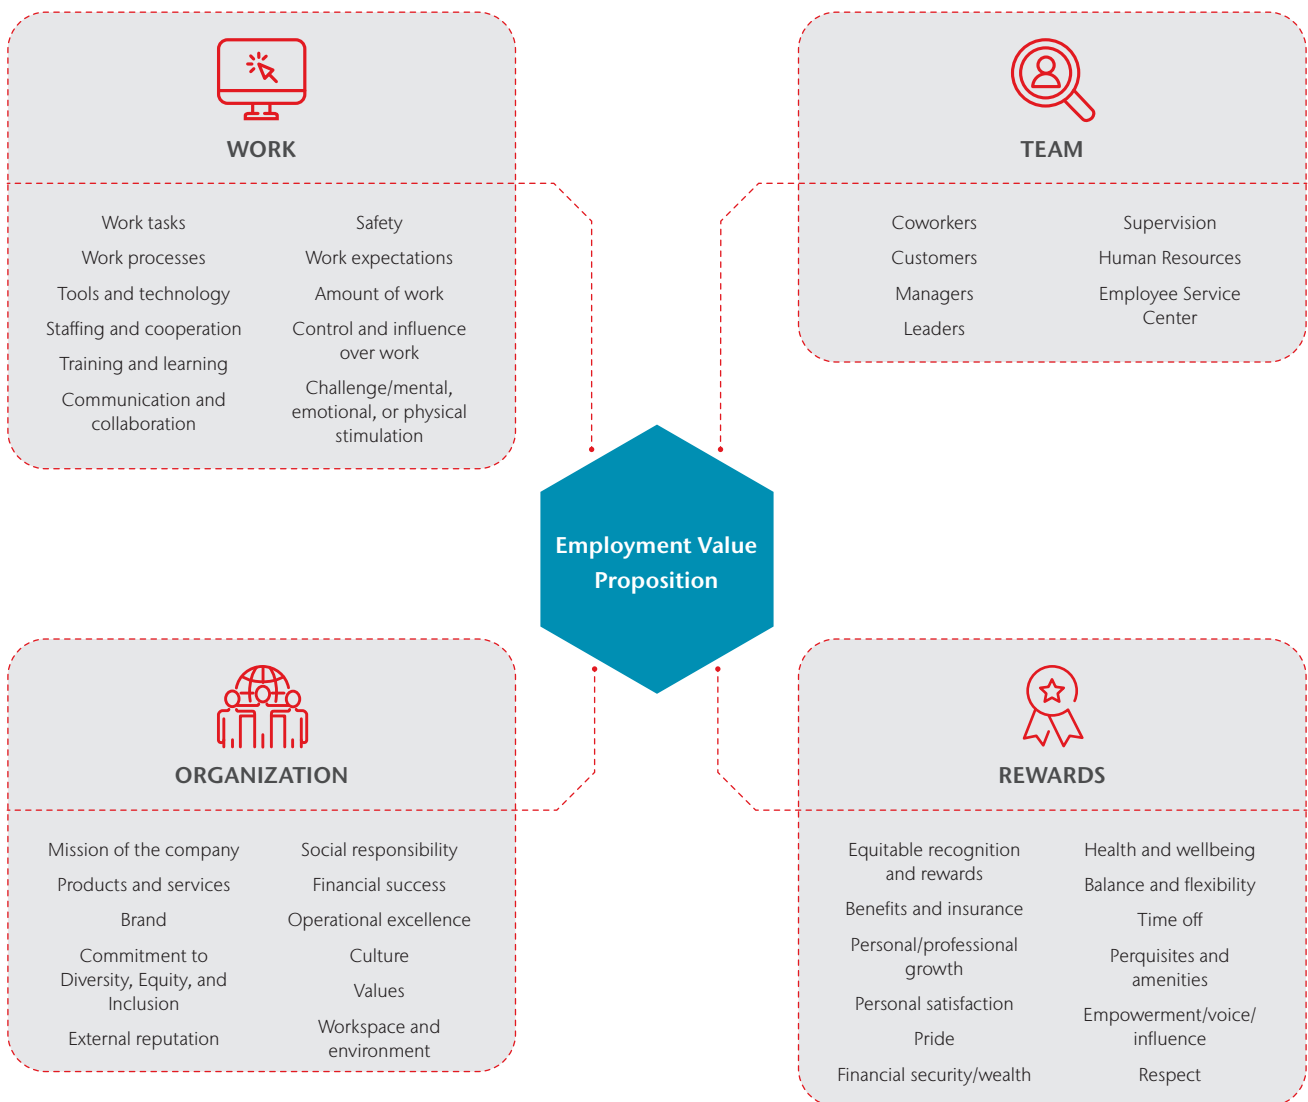 WORK
Work tasks
Work processes
Tools and technology
Staffing and cooperation
Training and learning
Communication and
collaboration
Safety
Work expectations
Amount of work
Control and influence
over work
Challenge/mental,
emotional, or physical
stimulation
TEAM
Coworkers
Customers
Managers
Leaders
Supervision
Human Resources
Employee Service
Center
Employment Value
Proposition
ORGANIZATION
Mission of the company
Products and services
Brand
Commitment to
Diversity, Equity, and
Inclusion
External reputation
Social responsibility
Financial success
Operational excellence
Culture
Values
Workspace and
environment
REWARDS
Equitable recognition
and rewards
Benefits and insurance
Personal/professional
growth
Personal satisfaction
Pride
Financial security/wealth
Health and wellbeing
Balance and flexibility
Time off
Perquisites and
amenities
Empowerment/voice/
influence
Respect